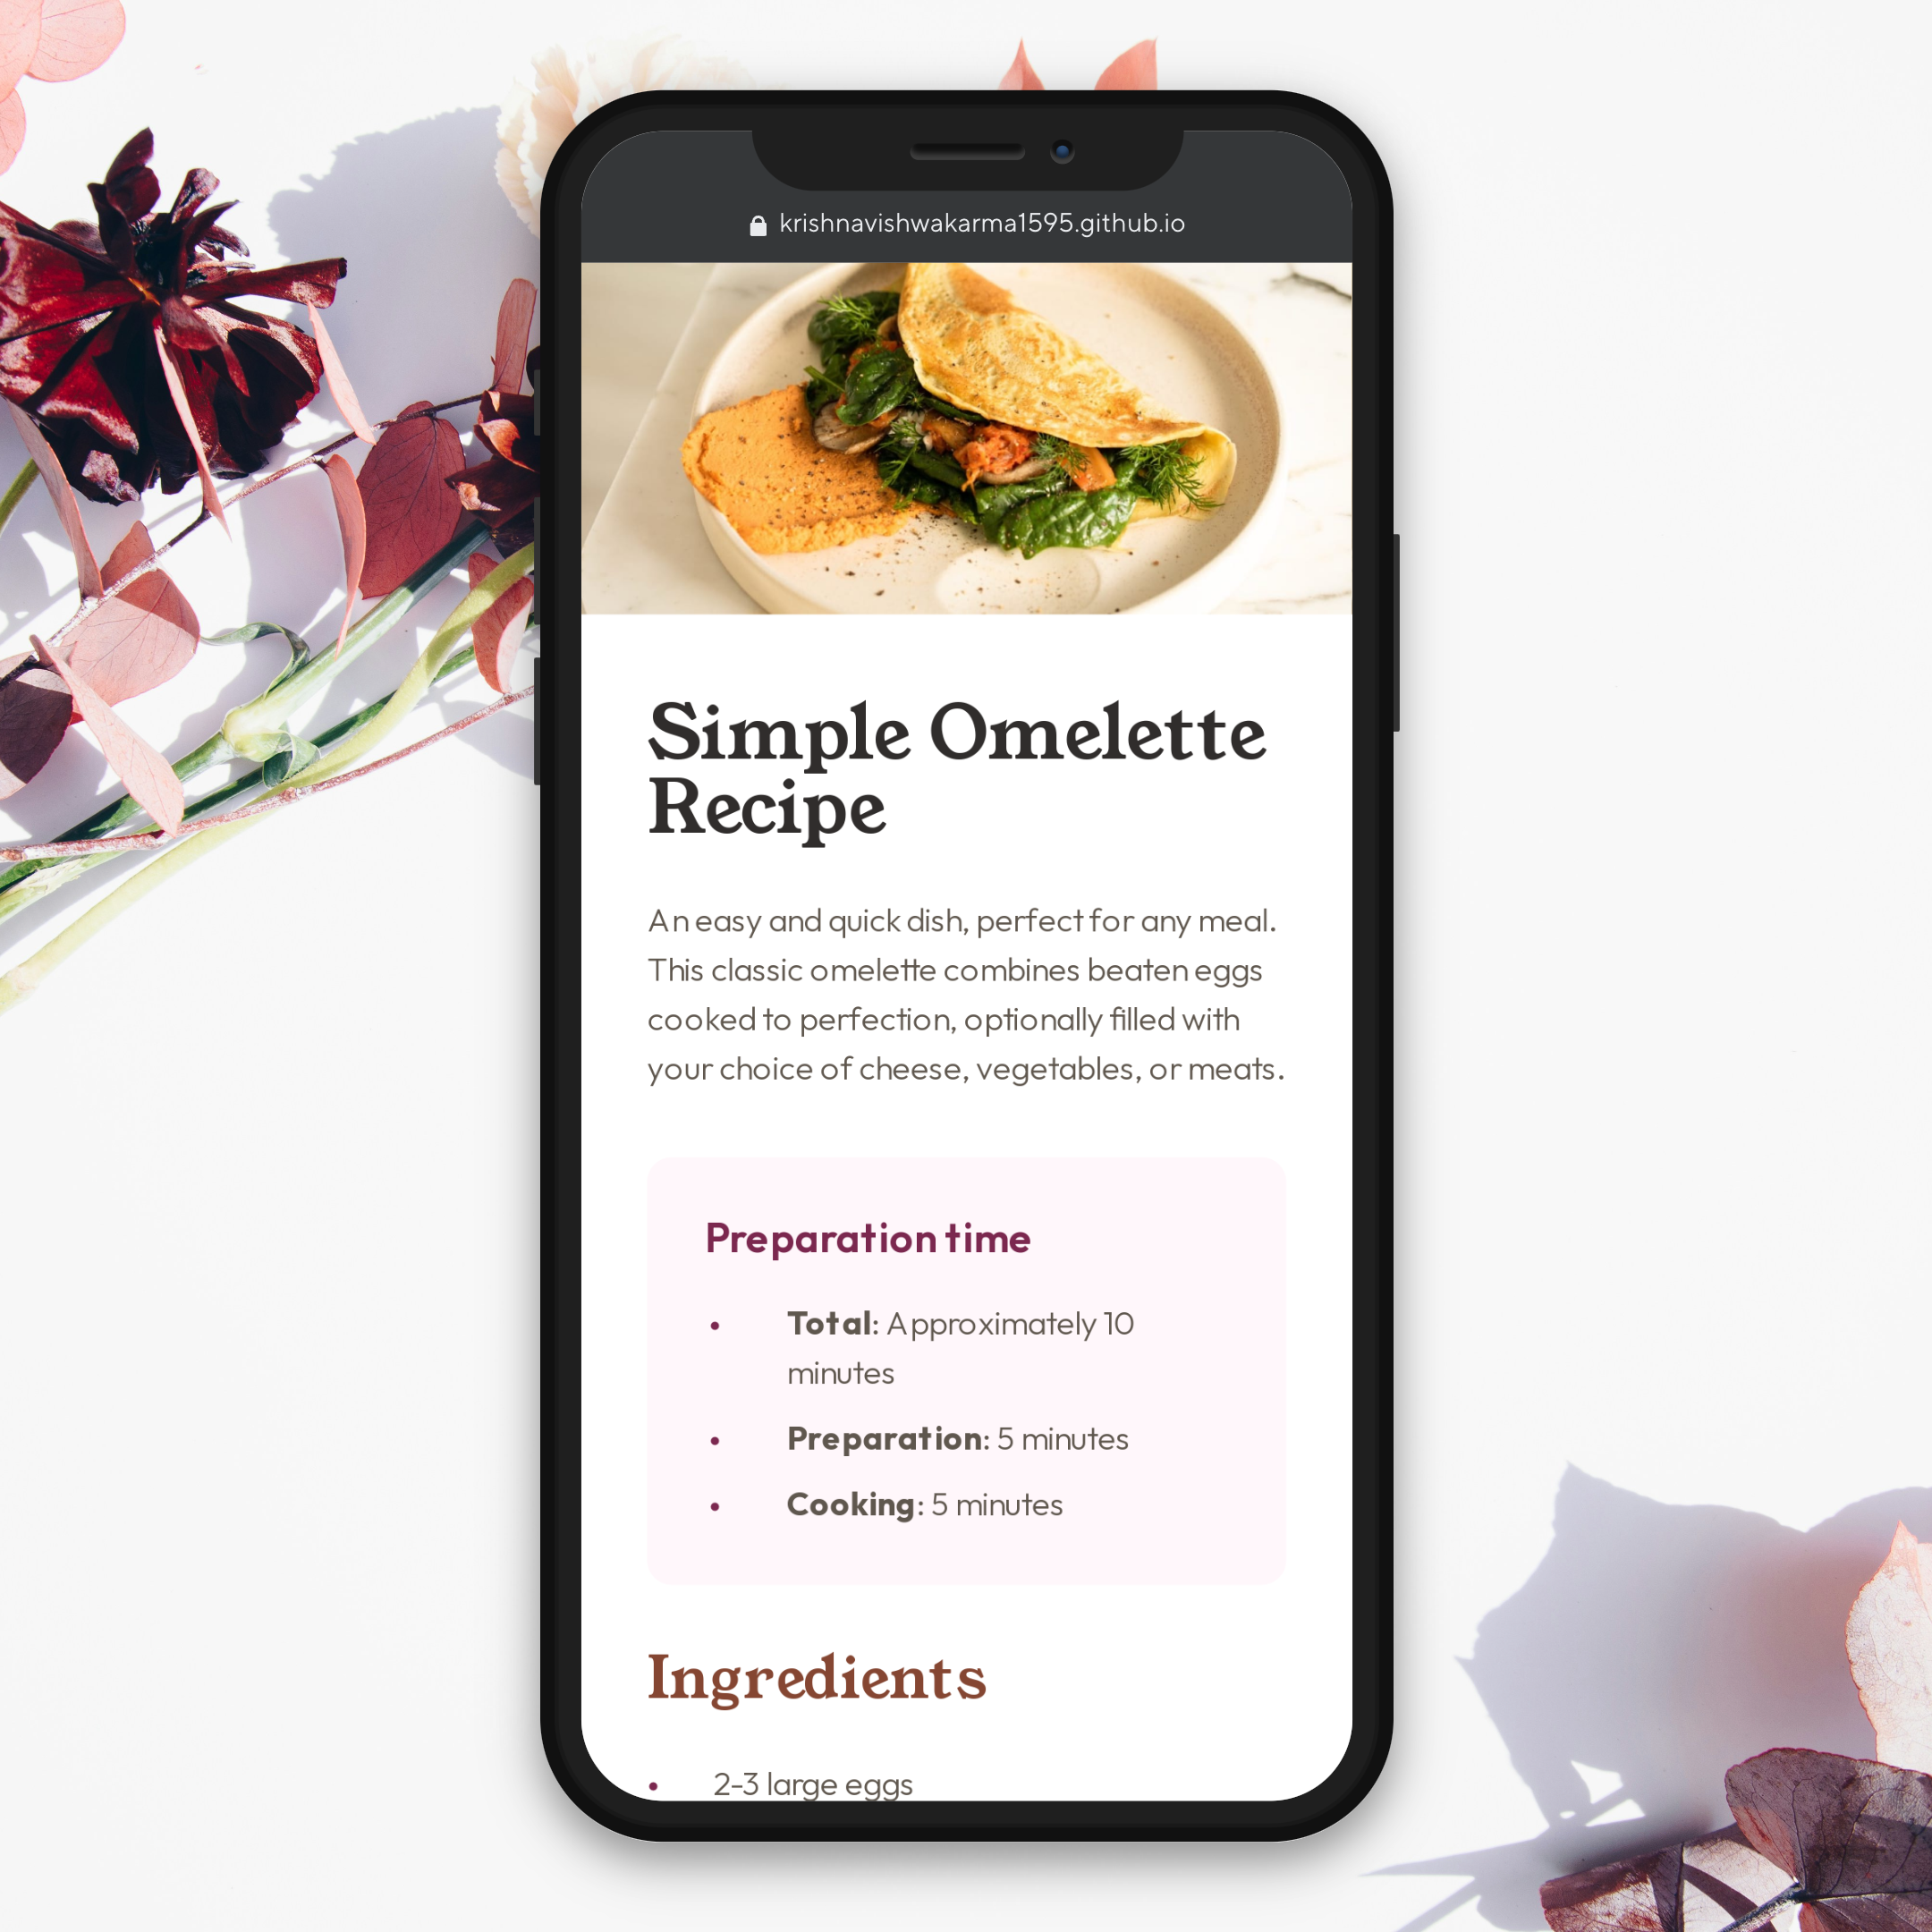 krishnavishwakarma1595.github.io
Simple Omelette
Recipe
An easy and quick dish, perfect for any meal.
This classic omelette combines beaten eggs
cooked to perfection, optionally filled with
your choice of cheese, vegetables, or meats.
Preparation time
• Total: Approximately 10
minutes
• Preparation: 5 minutes
• Cooking: 5 minutes
Ingredients
• 2-3 large eggs